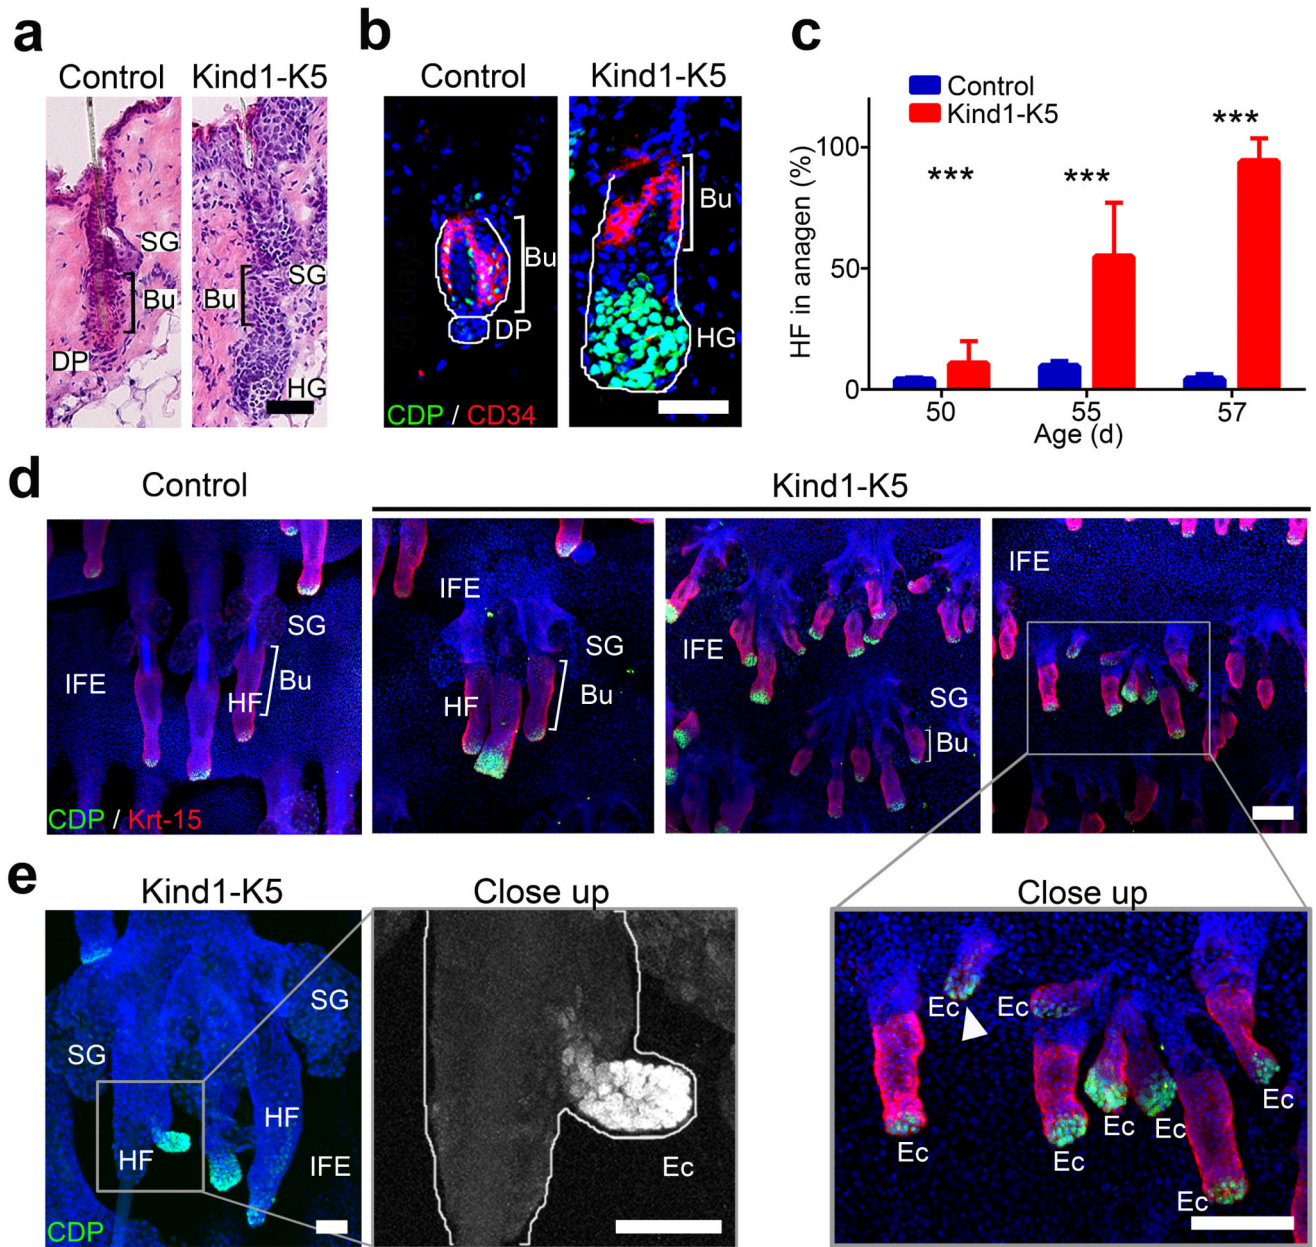 a
Control
Kind1-K5
SG
Bu
DP
Bu
SG
HG
b
Control
Kind1-K5
56 days
Bu
DP
Bu
HG
CDP / CD34
c
Control
Kind1-K5
HF in anagen (%)
100
50
0
***
***
***
50
55
57
Age (d)
d
Control
Kind1-K5
IFE
SG
HF
Bu
CDP / Krt-15
IFE
SG
HF
Bu
IFE
SG
Bu
IFE
e
Kind1-K5
SG
SG
HF
HF
IFE
CDP
Close up
Ec
Close up
Ec
Ec
Ec
Ec
Ec
Ec
Ec
Ec